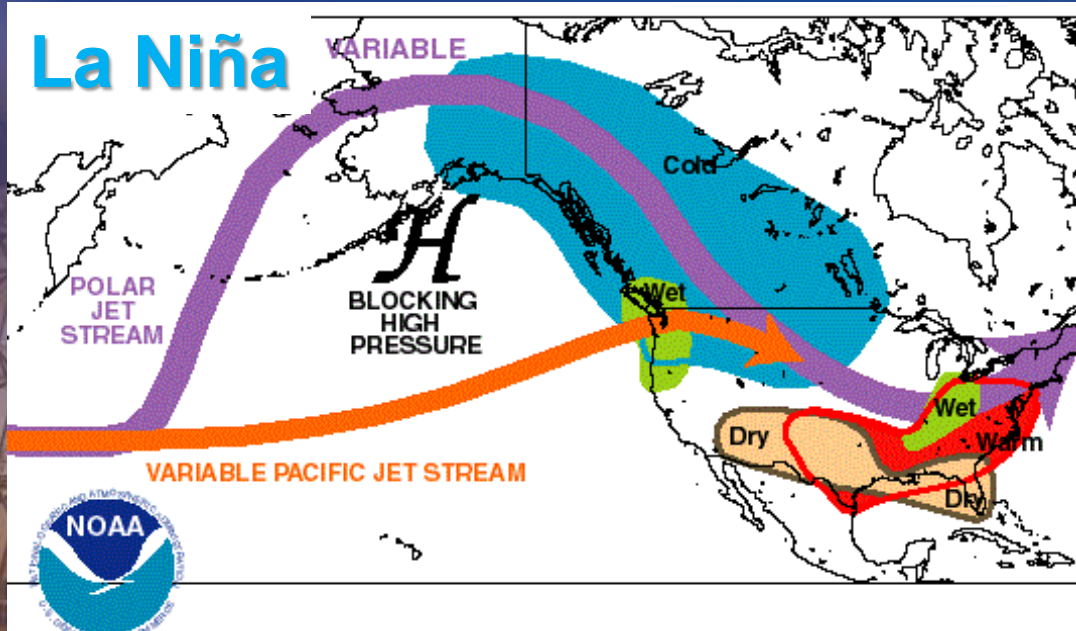 La Niña
VARIABLE
Cold
POLAR
JET
STREAM
H
BLOCKING
HIGH
PRESSURE
Wet
Wet
Dry
Warm
Dry
VARIABLE PACIFIC JET STREAM
NOAA